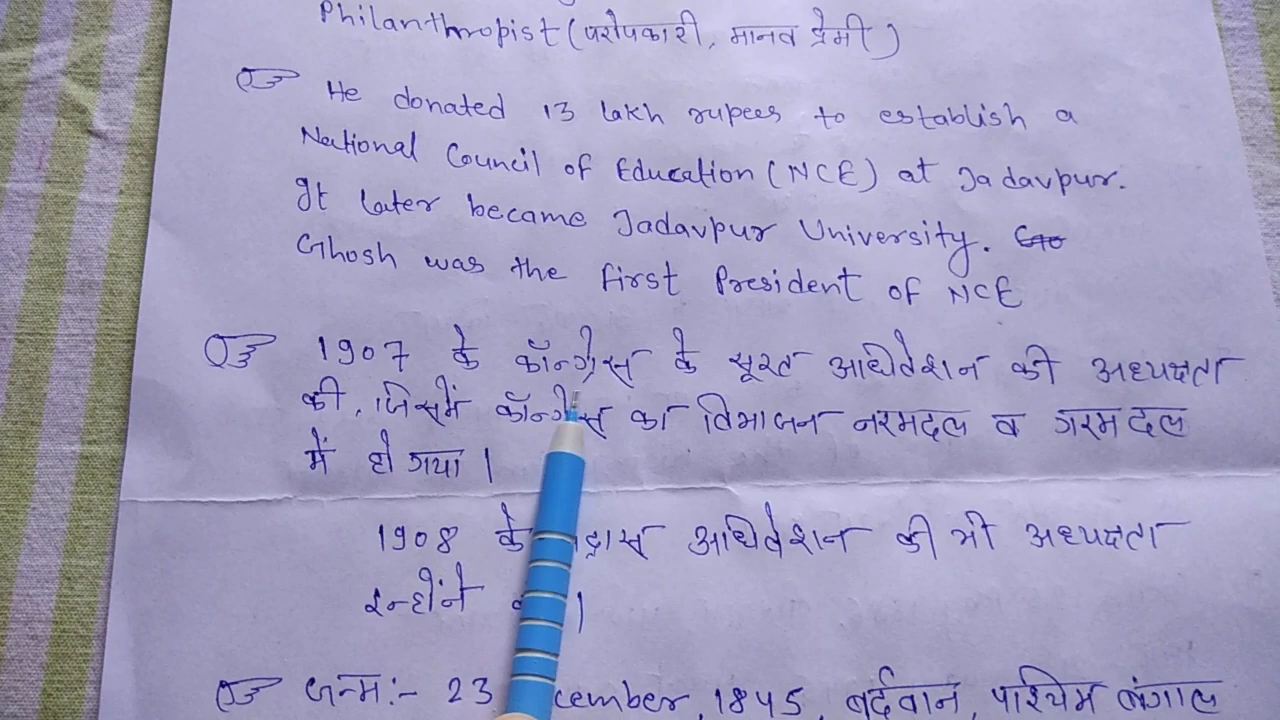 Philanthropist (परोपकारी, मानव प्रेमी)
He donated 13 lakh rupees to establish a
National Council of Education (NCE) at Jadavpur.
It later became Jadavpur University.
Ghosh was the first President of NCE
1907 के कॉन्ग्रेस के सूरत अधिवेशन की अध्यक्षता
की, जिसमें कॉन्ग्रेस का विभाजन नरमदल व गरमदल
में हो गया।
1908 के अधिवेशन की भी अध्यक्षता
इन्होंने ।
जन्म:- 23 1845, बर्दवान, पश्चिम बंगाल